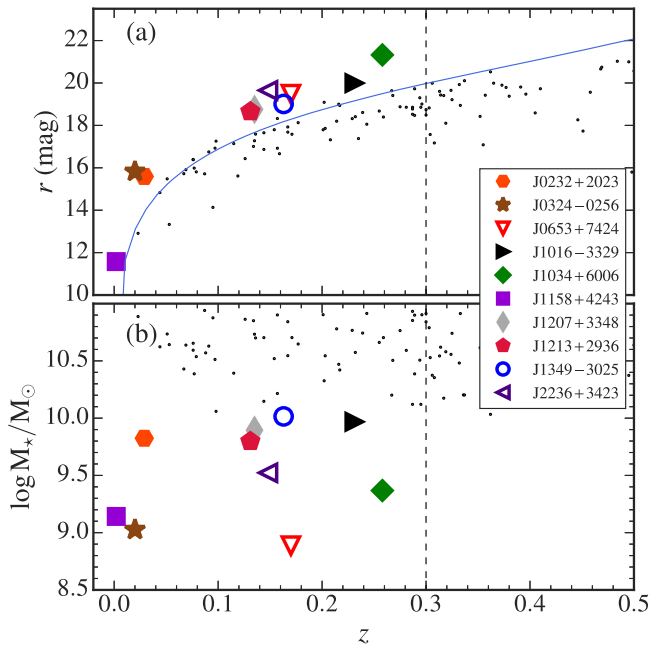 (a)
r (mag)
22
20
18
16
14
12
10
J0232+2023
J0324−0256
J0653+7424
J1016−3329
J1034+6006
J1158+4243
J1207+3348
J1213+2936
J1349−3025
J2236+3423
(b)
log M⋆/M⊙
10.5
10.0
9.5
9.0
8.5
0.0 0.1 0.2 0.3 0.4 0.5
z